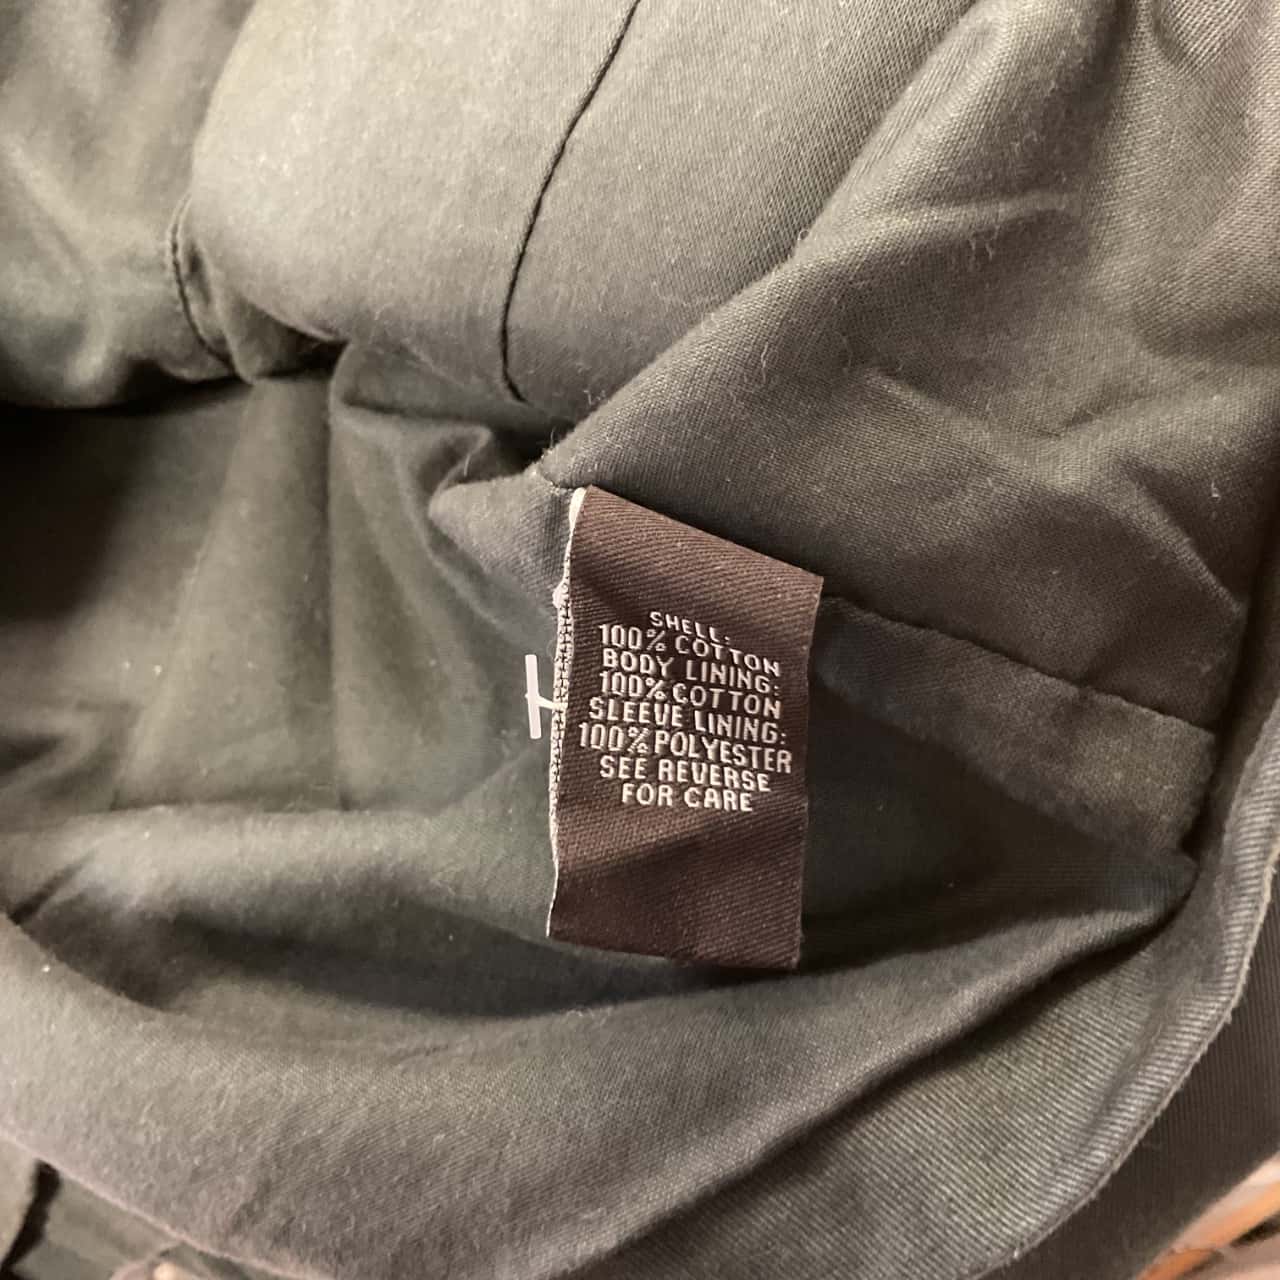 SHELL:
100% COTTON
BODY LINING:
100% COTTON
SLEEVE LINING:
100% POLYESTER
SEE REVERSE
FOR CARE